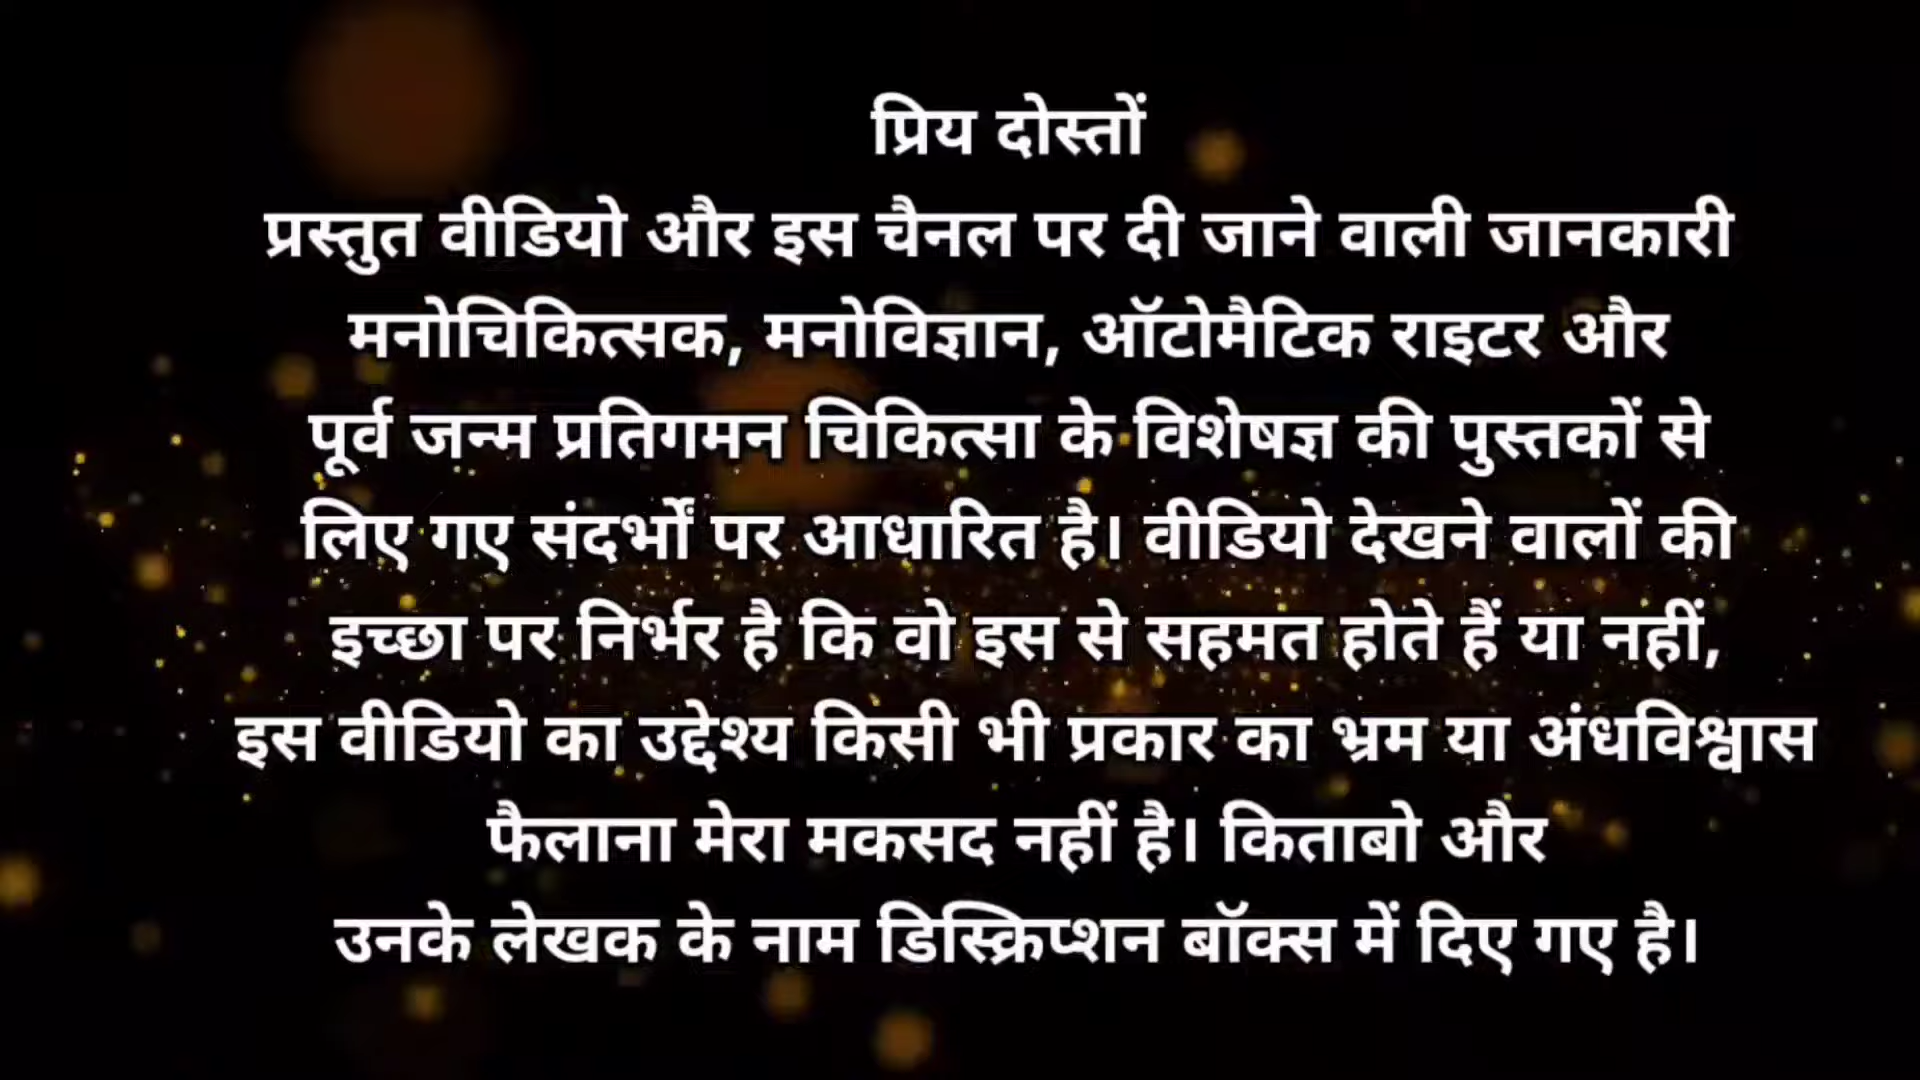 प्रिय दोस्तों
प्रस्तुत वीडियो और इस चैनल पर दी जाने वाली जानकारी
मनोचिकित्सक, मनोविज्ञान, ऑटोमैटिक राइटर और
पूर्व जन्म प्रतिगमन चिकित्सा के विशेषज्ञ की पुस्तकों से
लिए गए संदर्भों पर आधारित है। वीडियो देखने वालों की
इच्छा पर निर्भर है कि वो इस से सहमत होते हैं या नहीं,
इस वीडियो का उद्देश्य किसी भी प्रकार का भ्रम या अंधविश्वास
फैलाना मेरा मकसद नहीं है। किताबो और
उनके लेखक के नाम डिस्क्रिप्शन बॉक्स में दिए गए है।